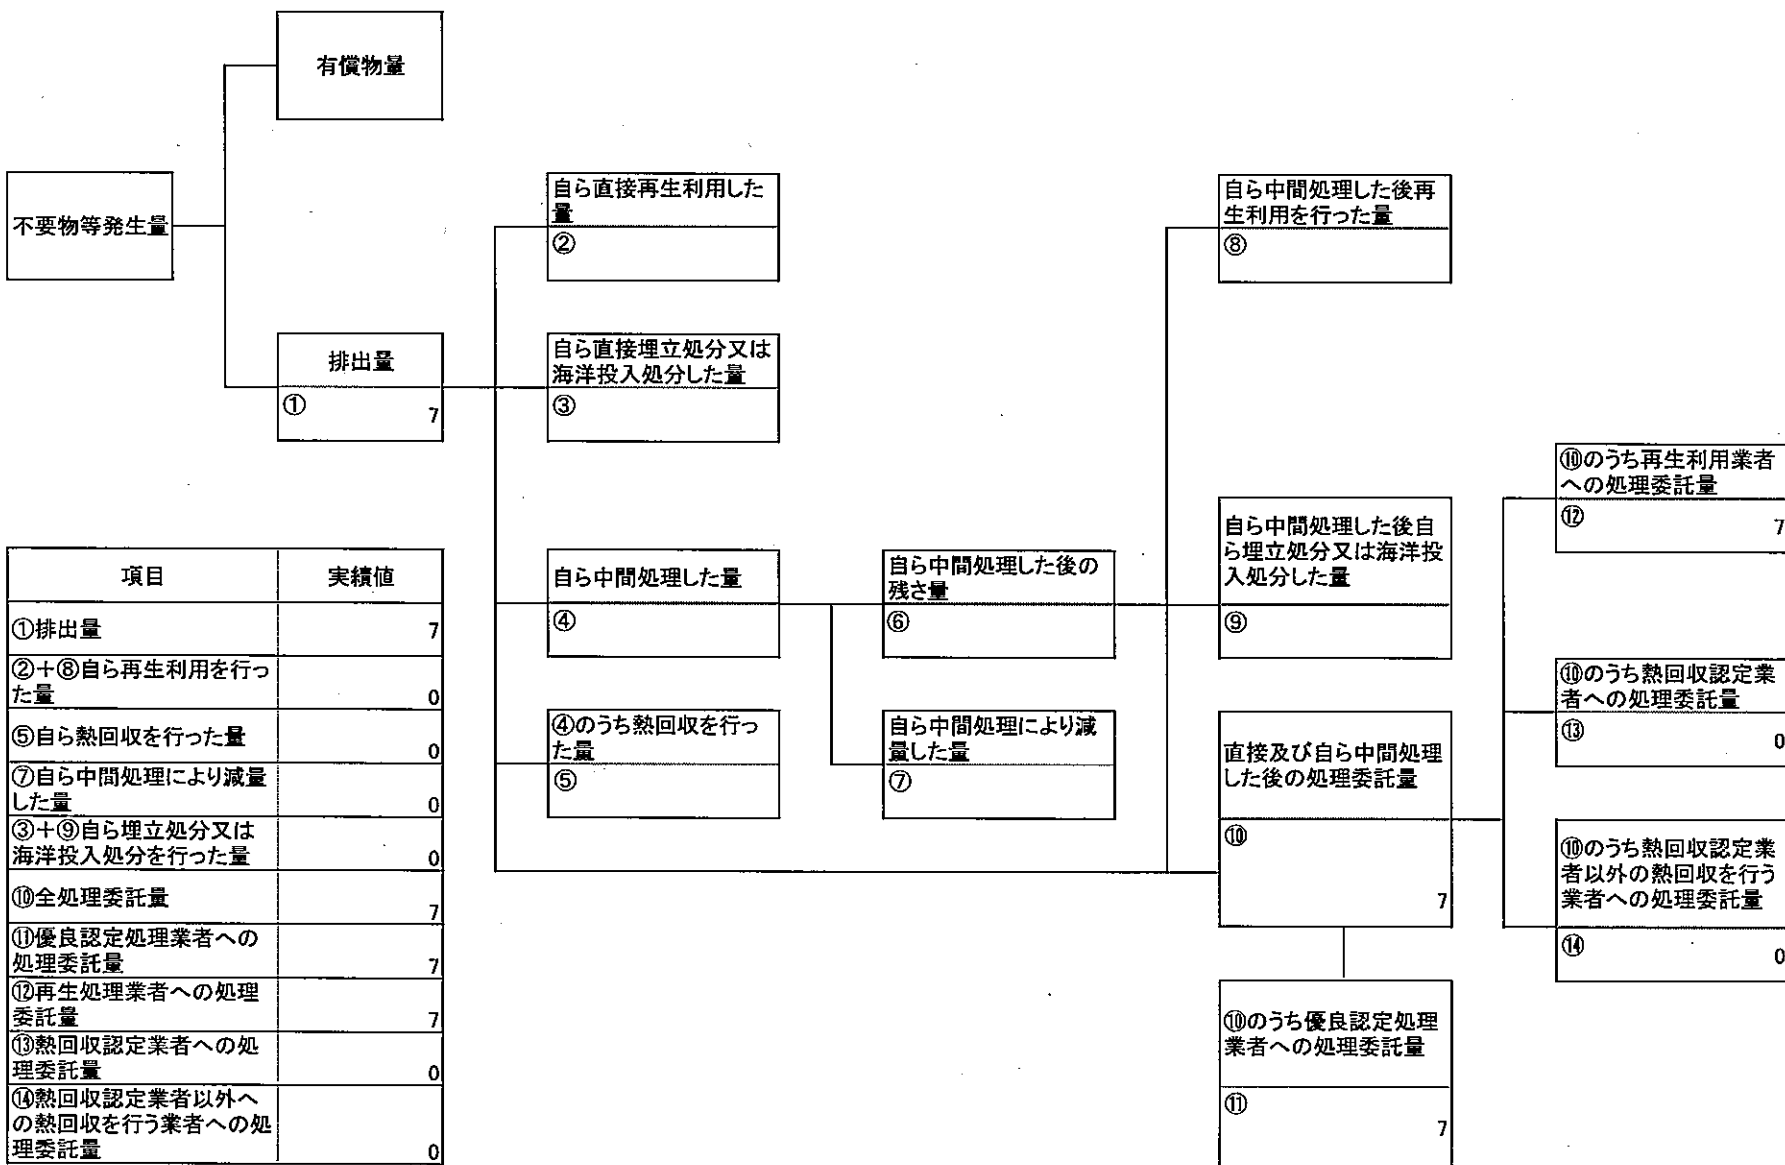 有償物量
不要物等発生量
排出量
① 7
自ら直接再生利用した
量
②
自ら直接埋立処分又は
海洋投入処分した量
③
自ら中間処理した量
④
④のうち熱回収を行っ
た量
⑤
自ら中間処理した後の
残さ量
⑥
自ら中間処理により減
量した量
⑦
自ら中間処理した後再
生利用を行った量
⑧
自ら中間処理した後自
ら埋立処分又は海洋投
入処分した量
⑨
直接及び自ら中間処理
した後の処理委託量
⑩
7
⑩のうち優良認定処理
業者への処理委託量
⑪
7
⑩のうち再生利用業者
への処理委託量
⑫ 7
⑩のうち熱回収認定業
者への処理委託量
⑬ 0
⑩のうち熱回収認定業
者以外の熱回収を行う
業者への処理委託量
⑭ 0
項目 実績値
①排出量 7
②+⑧自ら再生利用を行っ
た量 0
⑤自ら熱回収を行った量 0
⑦自ら中間処理により減量
した量 0
③+⑨自ら埋立処分又は
海洋投入処分を行った量 0
⑩全処理委託量 7
⑪優良認定処理業者への
処理委託量 7
⑫再生処理業者への処理
委託量 7
⑬熱回収認定業者への処
理委託量 0
⑭熱回収認定業者以外へ
の熱回収を行う業者への処
理委託量 0